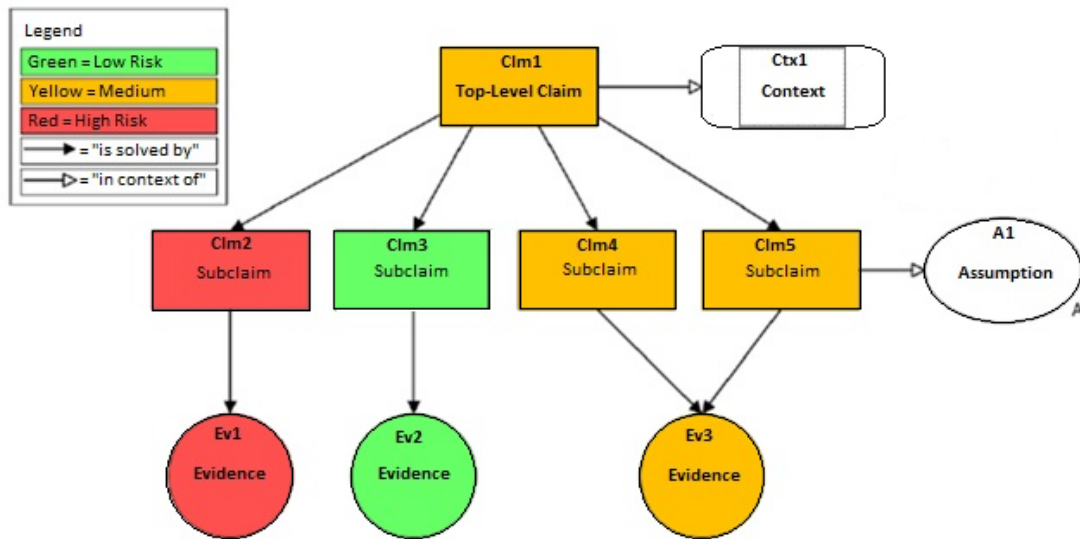 Legend
Green = Low Risk
Yellow = Medium
Red = High Risk
= "is solved by"
= "in context of"
Clm1
Top-Level Claim
Ctx1
Context
Clm2
Subclaim
Clm3
Subclaim
Clm4
Subclaim
Clm5
Subclaim
A1
Assumption
A
Ev1
Evidence
Ev2
Evidence
Ev3
Evidence